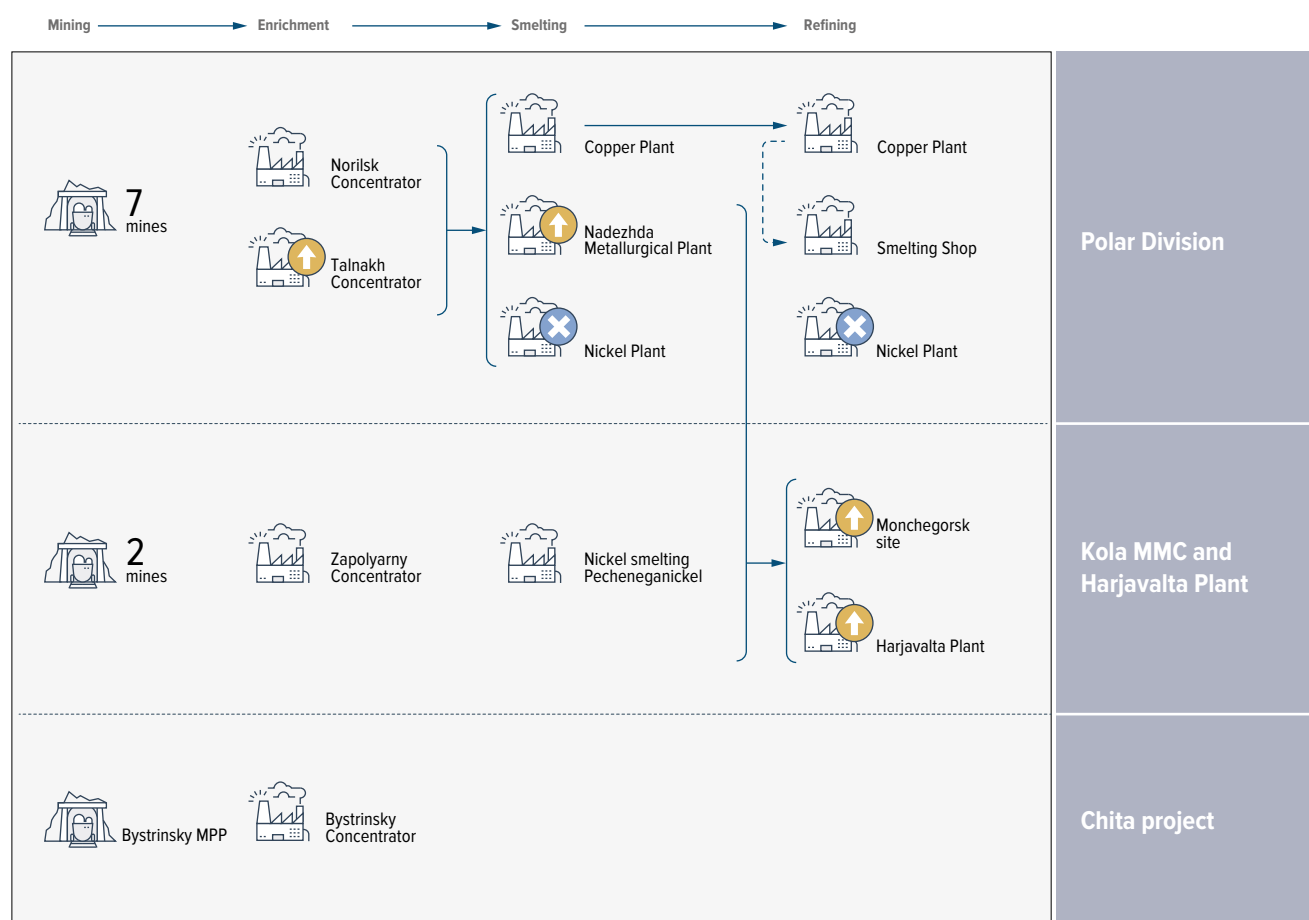 Mining
Enrichment
Smelting
Refining
7
mines
Norilsk
Concentrator
Talnakh
Concentrator
Copper Plant
Nadezhda
Metallurgical Plant
Nickel Plant
Copper Plant
Smelting Shop
Nickel Plant
Polar Division
2
mines
Zapolyarny
Concentrator
Nickel smelting
Pecheneganickel
Monchegorsk
site
Harjavalta Plant
Kola MMC and
Harjavalta Plant
Bystrinsky MPP
Bystrinsky
Concentrator
Chita project